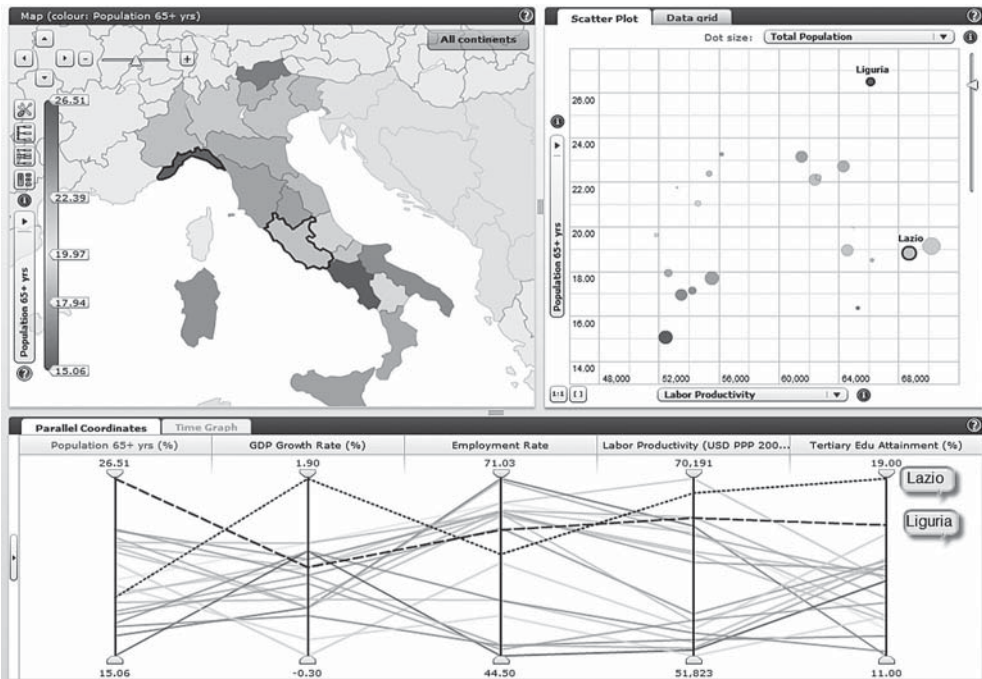 Map (colour: Population 65+ yrs)
?
All continents
-
+
26.51
22.39
19.97
17.94
15.06
Population 65+ yrs
i
?
Scatter Plot
Data grid
?
Dot size:
Total Population
i
Liguria
Lazio
26.00
24.00
22.00
20.00
18.00
16.00
14.00
i
Population 65+ yrs
48,000
52,000
56,000
60,000
64,000
68,000
1:1
[ ]
Labor Productivity
i
Parallel Coordinates
Time Graph
?
Population 65+ yrs (%)
GDP Growth Rate (%)
Employment Rate
Labor Productivity (USD PPP 200...
Tertiary Edu Attainment (%)
26.51
1.90
71.03
70,191
19.00
Lazio
Liguria
15.06
-0.30
44.50
51,823
11.00